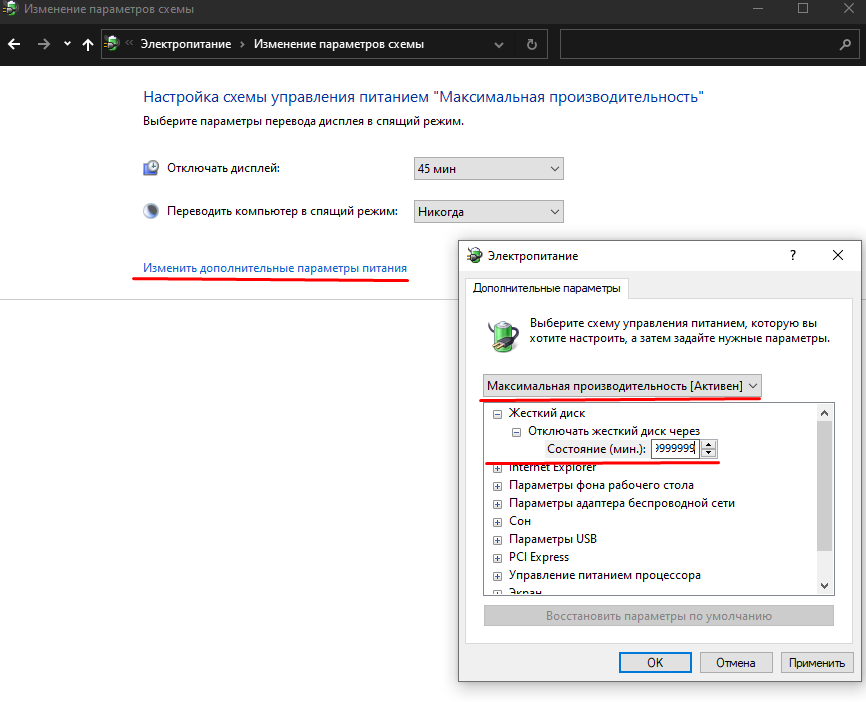 Изменение параметров схемы
Электропитание
Изменение параметров схемы
Настройка схемы управления питанием "Максимальная производительность"
Выберите параметры перевода дисплея в спящий режим.
Отключать дисплей:
45 мин
Переводить компьютер в спящий режим:
Никогда
Изменить дополнительные параметры питания
Электропитание
?
Дополнительные параметры
Выберите схему управления питанием, которую вы
хотите настроить, а затем задайте нужные параметры.
Максимальная производительность [Активен]
Жесткий диск
Отключать жесткий диск через
Состояние (мин.):
9999999
Internet Explorer
Параметры фона рабочего стола
Параметры адаптера беспроводной сети
Сон
Параметры USB
PCI Express
Управление питанием процессора
Экран
Восстановить параметры по умолчанию
ОК
Отмена
Применить